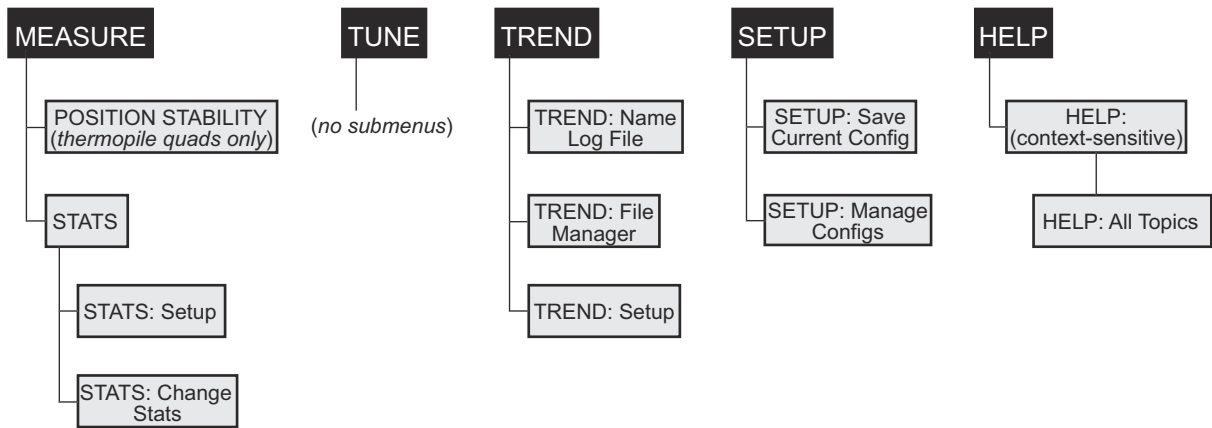 MEASURE
POSITION STABILITY
(thermopile quads only)
STATS
STATS: Setup
STATS: Change
Stats
TUNE
(no submenus)
TREND
TREND: Name
Log File
TREND: File
Manager
TREND: Setup
SETUP
SETUP: Save
Current Config
SETUP: Manage
Configs
HELP
HELP:
(context-sensitive)
HELP: All Topics